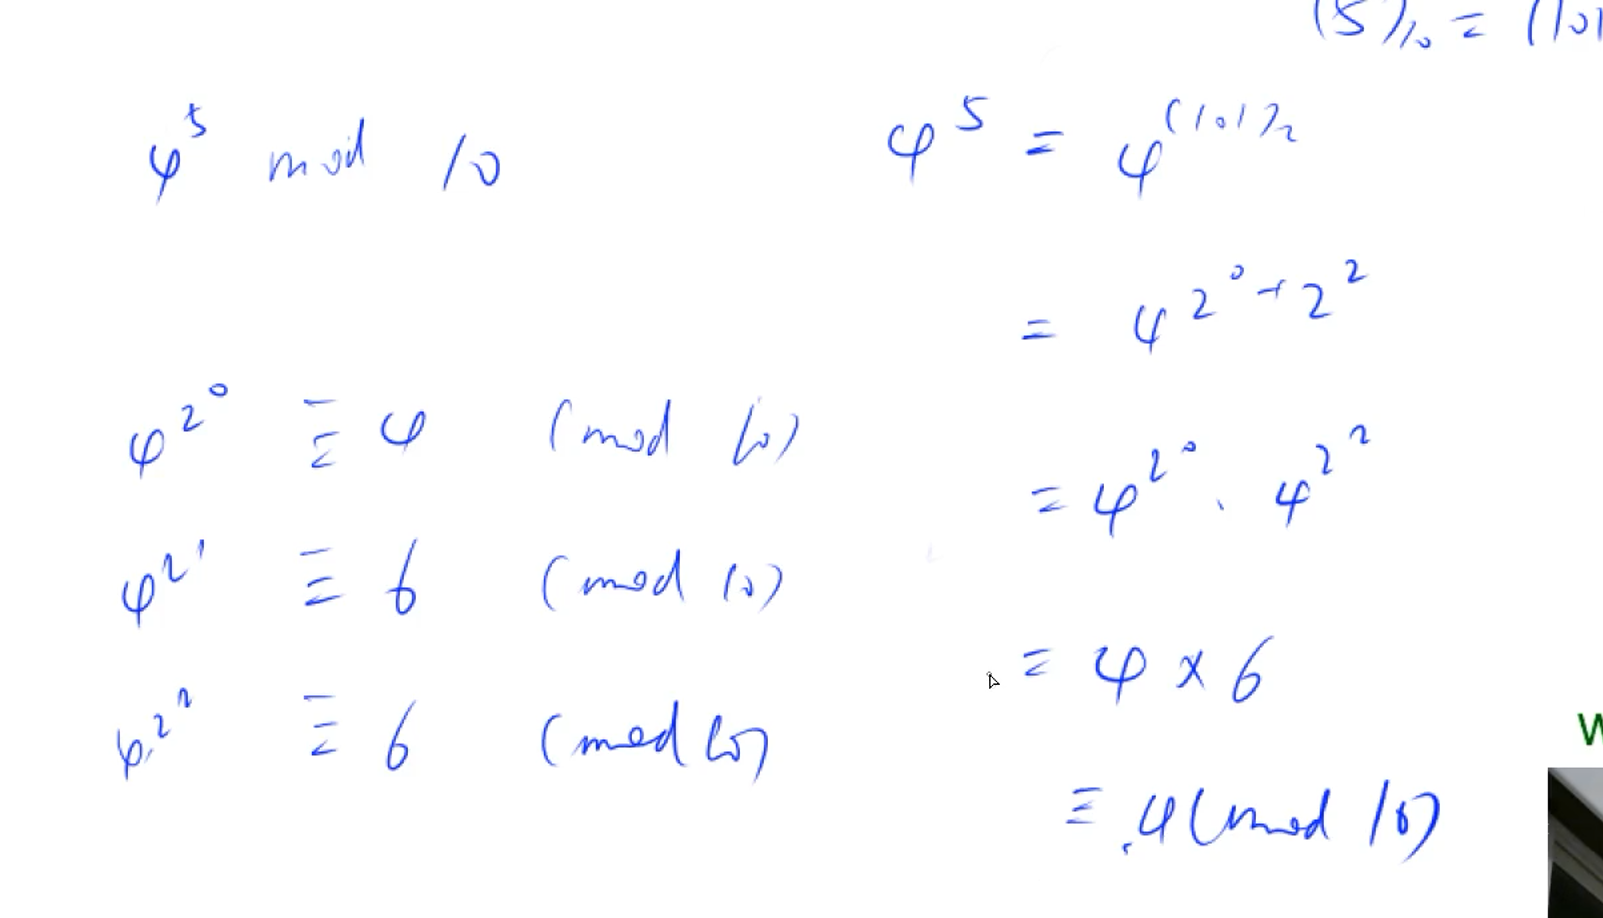 (5)₁₀ = (101
4⁵ mod 10
4⁵ = 4^(101)₂
= 4^(2⁰+2²)
4^(2⁰) ≡ 4 (mod 10)
= 4^(2⁰) · 4^(2²)
4^(2¹) ≡ 6 (mod 10)
= 4 × 6
4^(2²) ≡ 6 (mod 10)
≡ 4 (mod 10)
W